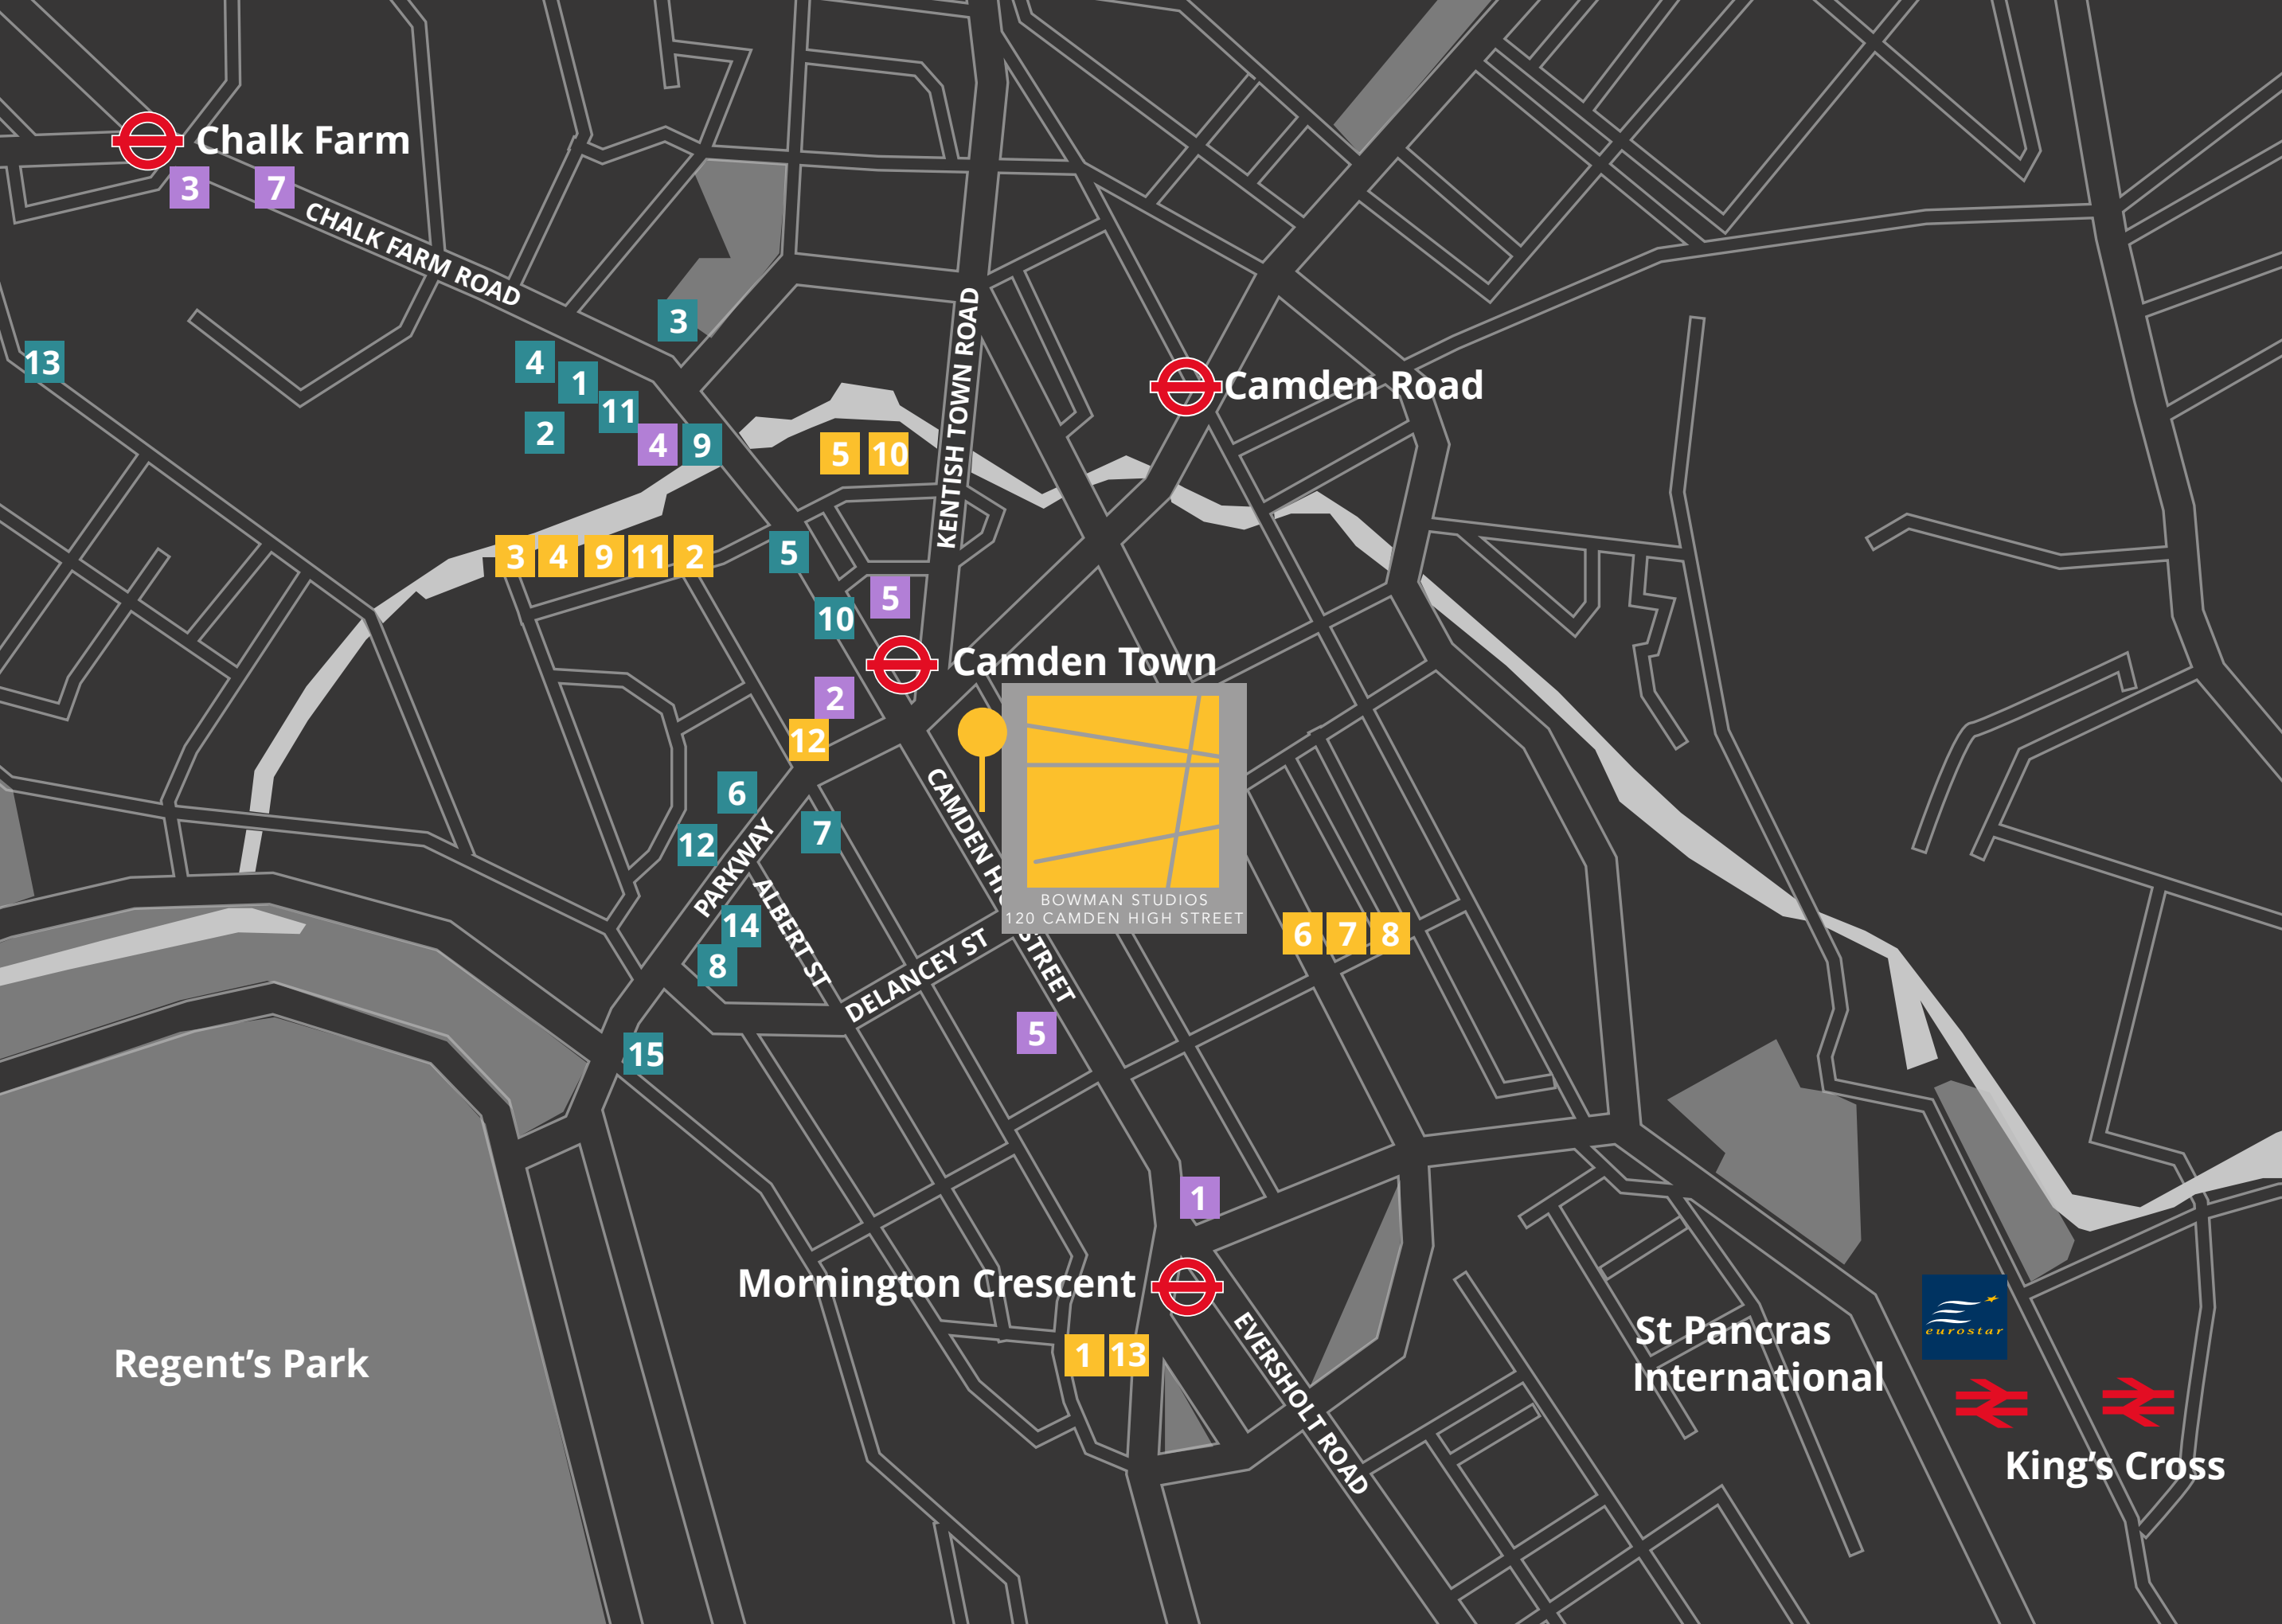 Chalk Farm
3
7
CHALK FARM ROAD
3
13
4
1
11
2
4
9
KENTISH TOWN ROAD
Camden Road
5
10
3
4
9
11
2
5
5
10
Camden Town
2
12
6
12
7
PARKWAY
ALBERT ST
14
8
DELANCEY ST
CAMDEN HIG
STREET
BOWMAN STUDIOS
120 CAMDEN HIGH STREET
6
7
8
5
15
1
Mornington Crescent
1
13
EVERSHOLT ROAD
Regent’s Park
St Pancras
International
eurostar
King’s Cross